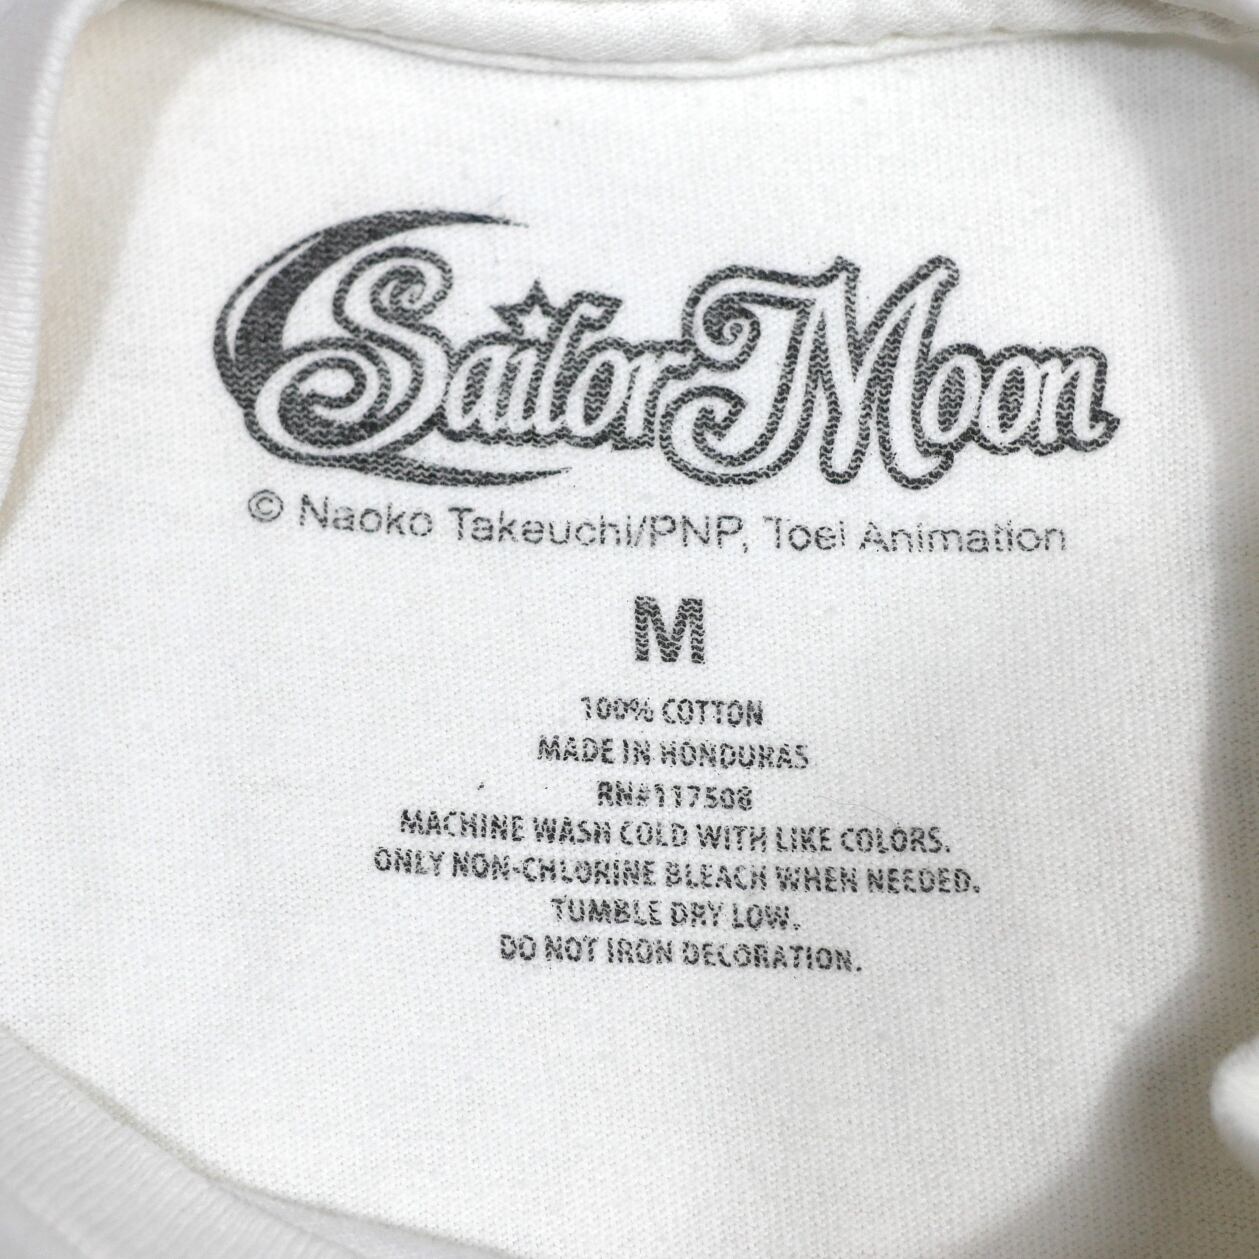 Sailor Moon
© Naoko Takeuchi/PNP, Toei Animation
M
100% COTTON
MADE IN HONDURAS
RN#117508
MACHINE WASH COLD WITH LIKE COLORS.
ONLY NON-CHLORINE BLEACH WHEN NEEDED.
TUMBLE DRY LOW.
DO NOT IRON DECORATION.